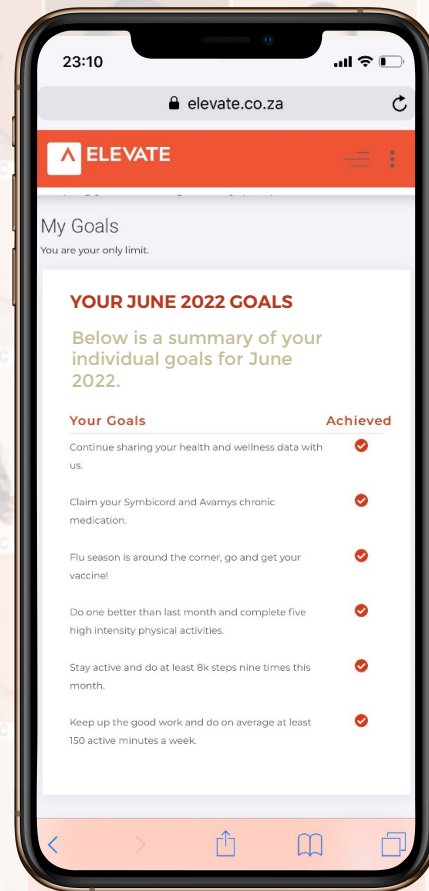 23:10
elevate.co.za
ELEVATE
My Goals
You are your only limit.
YOUR JUNE 2022 GOALS
Below is a summary of your
individual goals for June
2022.
Your Goals Achieved
Continue sharing your health and wellness data with
us.
Claim your Symbicord and Avamys chronic
medication.
Flu season is around the corner, go and get your
vaccine!
Do one better than last month and complete five
high intensity physical activities.
Stay active and do at least 8k steps nine times this
month.
Keep up the good work and do on average at least
150 active minutes a week.